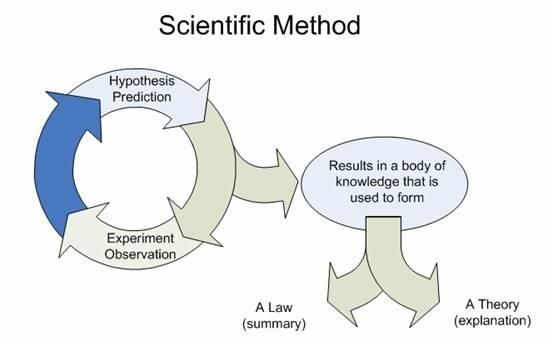 Scientific Method
Hypothesis
Prediction
Results in a body of
knowledge that is
used to form
Experiment
Observation
A Law
(summary)
A Theory
(explanation)